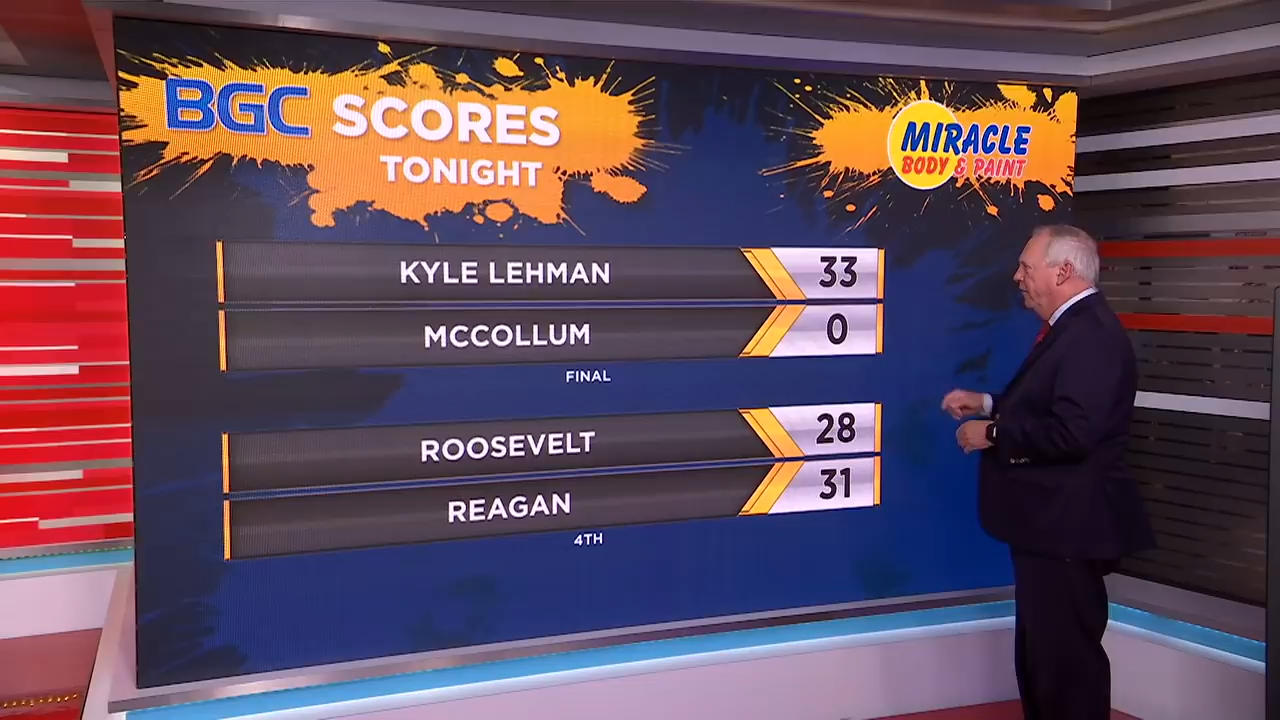 BGC SCORES
TONIGHT
MIRACLE
BODY & PAINT
KYLE LEHMAN 33
MCCOLLUM 0
FINAL
ROOSEVELT 28
REAGAN 31
4TH